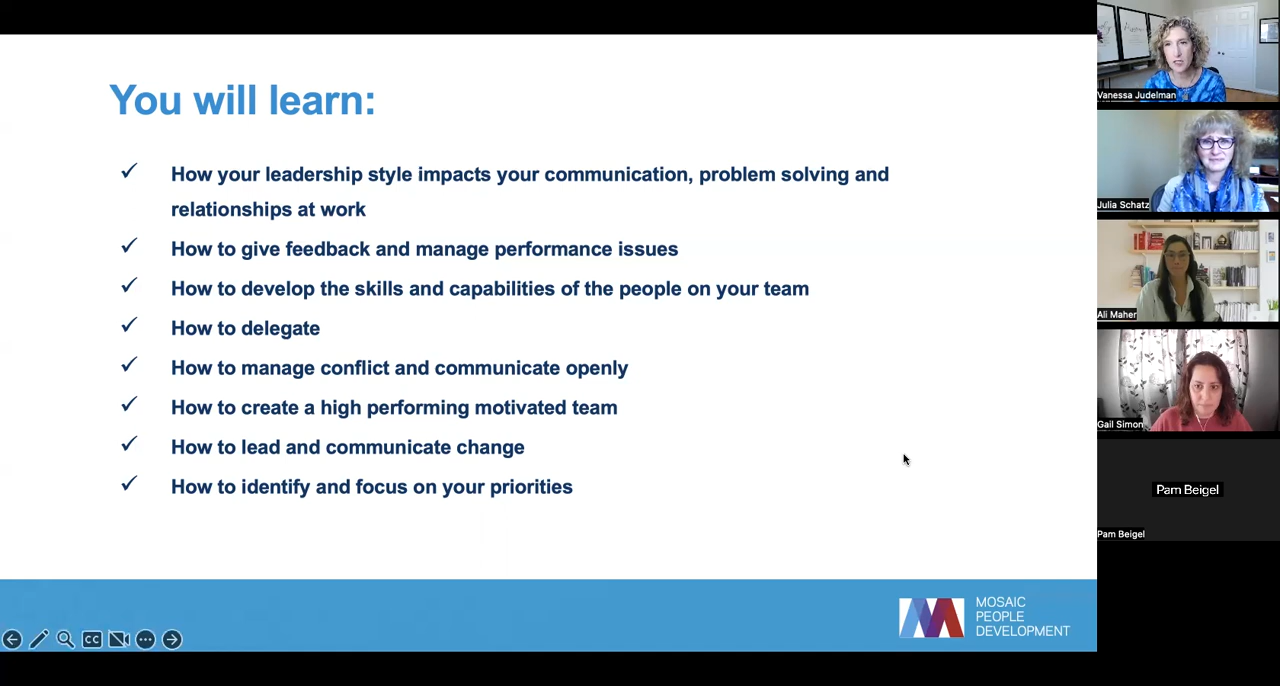 You will learn:
✓ How your leadership style impacts your communication, problem solving and
relationships at work
✓ How to give feedback and manage performance issues
✓ How to develop the skills and capabilities of the people on your team
✓ How to delegate
✓ How to manage conflict and communicate openly
✓ How to create a high performing motivated team
✓ How to lead and communicate change
✓ How to identify and focus on your priorities
CC
MOSAIC
PEOPLE
DEVELOPMENT
Vanessa Judelman
Julia Schatz
Ali Maher
Gail Simon
Pam Beigel
Pam Beigel